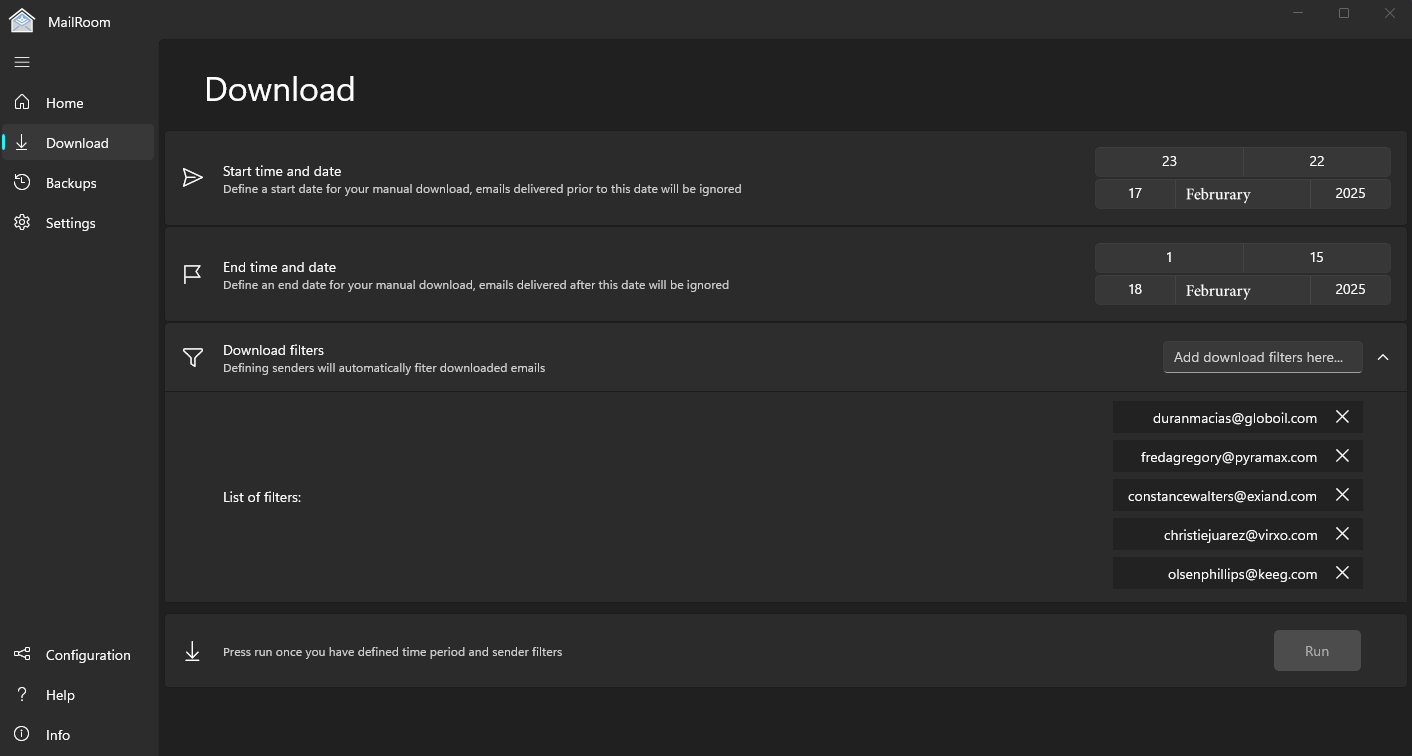 MailRoom
Home
Download
Backups
Settings
Configuration
Help
Info
Download
Start time and date
Define a start date for your manual download, emails delivered prior to this date will be ignored
23 22
17 Februrary 2025
End time and date
Define an end date for your manual download, emails delivered after this date will be ignored
1 15
18 Februrary 2025
Download filters
Defining senders will automatically fiter downloaded emails
Add download filters here...
List of filters:
duranmacias@globoil.com
fredagregory@pyramax.com
constancewalters@exiand.com
christiejuarez@virxo.com
olsenphillips@keeg.com
Press run once you have defined time period and sender filters
Run